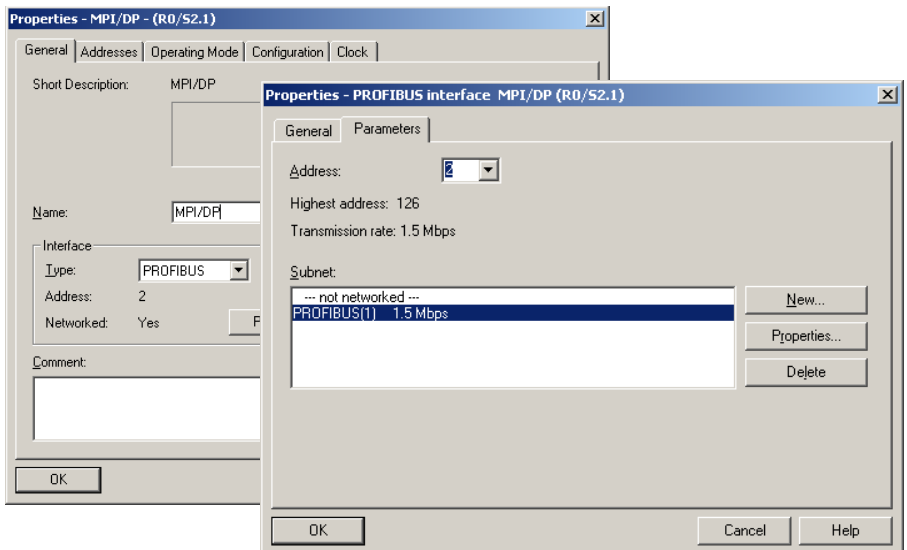 Properties - MPI/DP - (R0/S2.1)
General Addresses Operating Mode Configuration Clock
Short Description: MPI/DP
Name: MPI/DP
Interface
Type: PROFIBUS
Address: 2
Networked: Yes P
Comment:
OK
Properties - PROFIBUS interface MPI/DP (R0/S2.1)
General Parameters
Address: 2
Highest address: 126
Transmission rate: 1.5 Mbps
Subnet:
--- not networked ---
PROFIBUS(1) 1.5 Mbps
New...
Properties...
Delete
OK Cancel Help